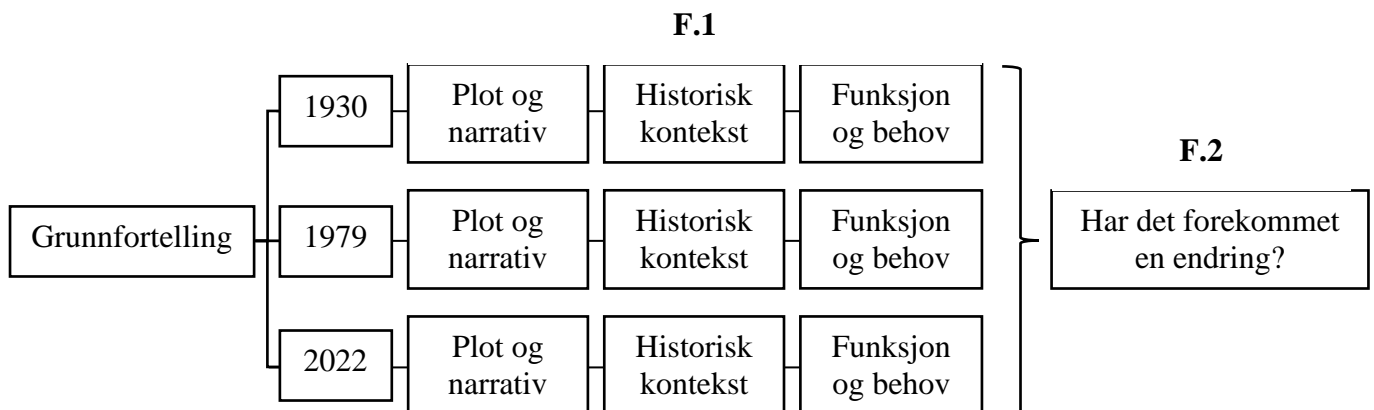 F.1
1930
Plot og
narrativ
Historisk
kontekst
Funksjon
og behov
F.2
Grunnfortelling
1979
Plot og
narrativ
Historisk
kontekst
Funksjon
og behov
Har det forekommet
en endring?
2022
Plot og
narrativ
Historisk
kontekst
Funksjon
og behov